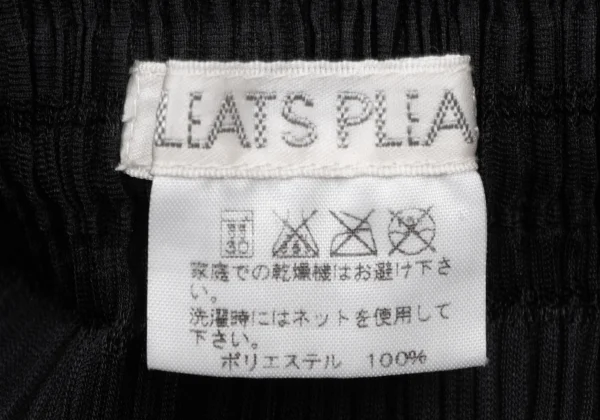 LEATS PLEA
30
家庭での乾燥機はお避け下さ
い。
洗濯時にはネットを使用して
下さい。
ポリエステル 100%